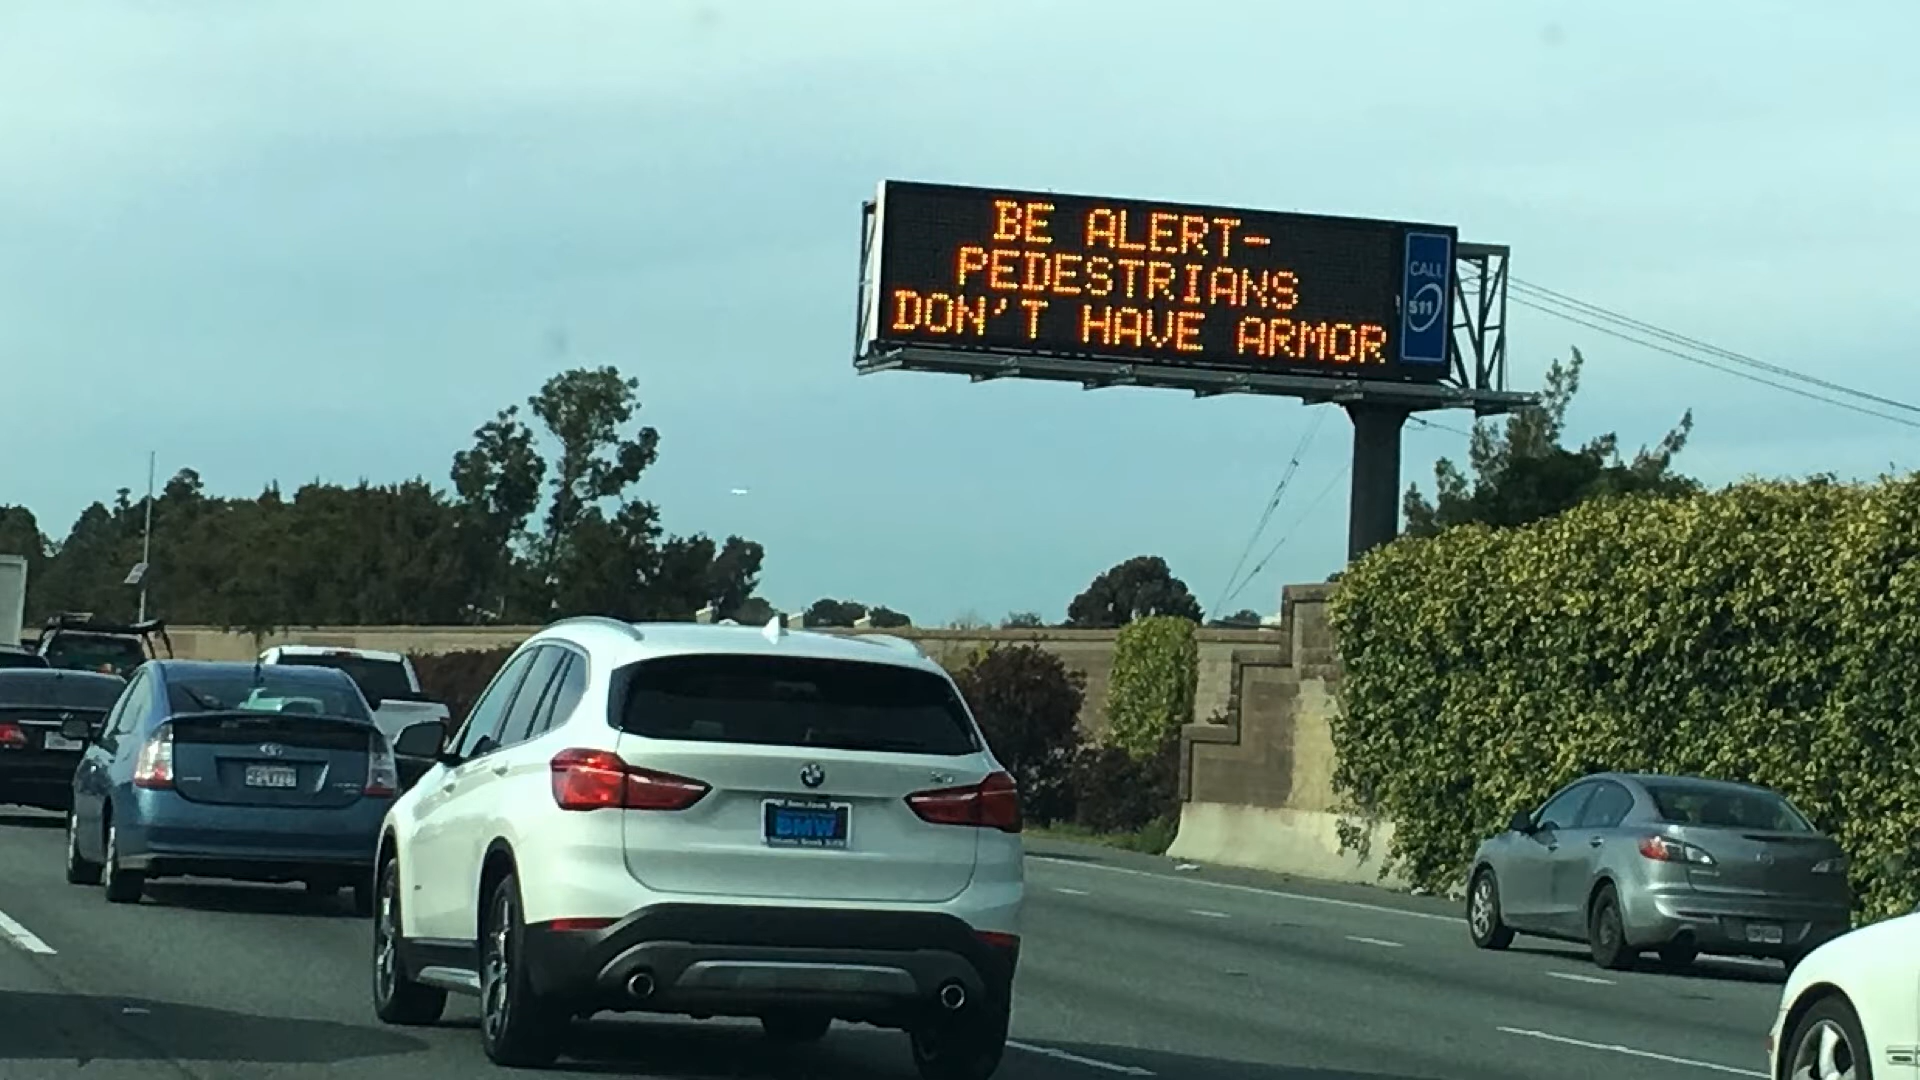 BE ALERT-
PEDESTRIANS
DON'T HAVE ARMOR
CALL
511
BMW